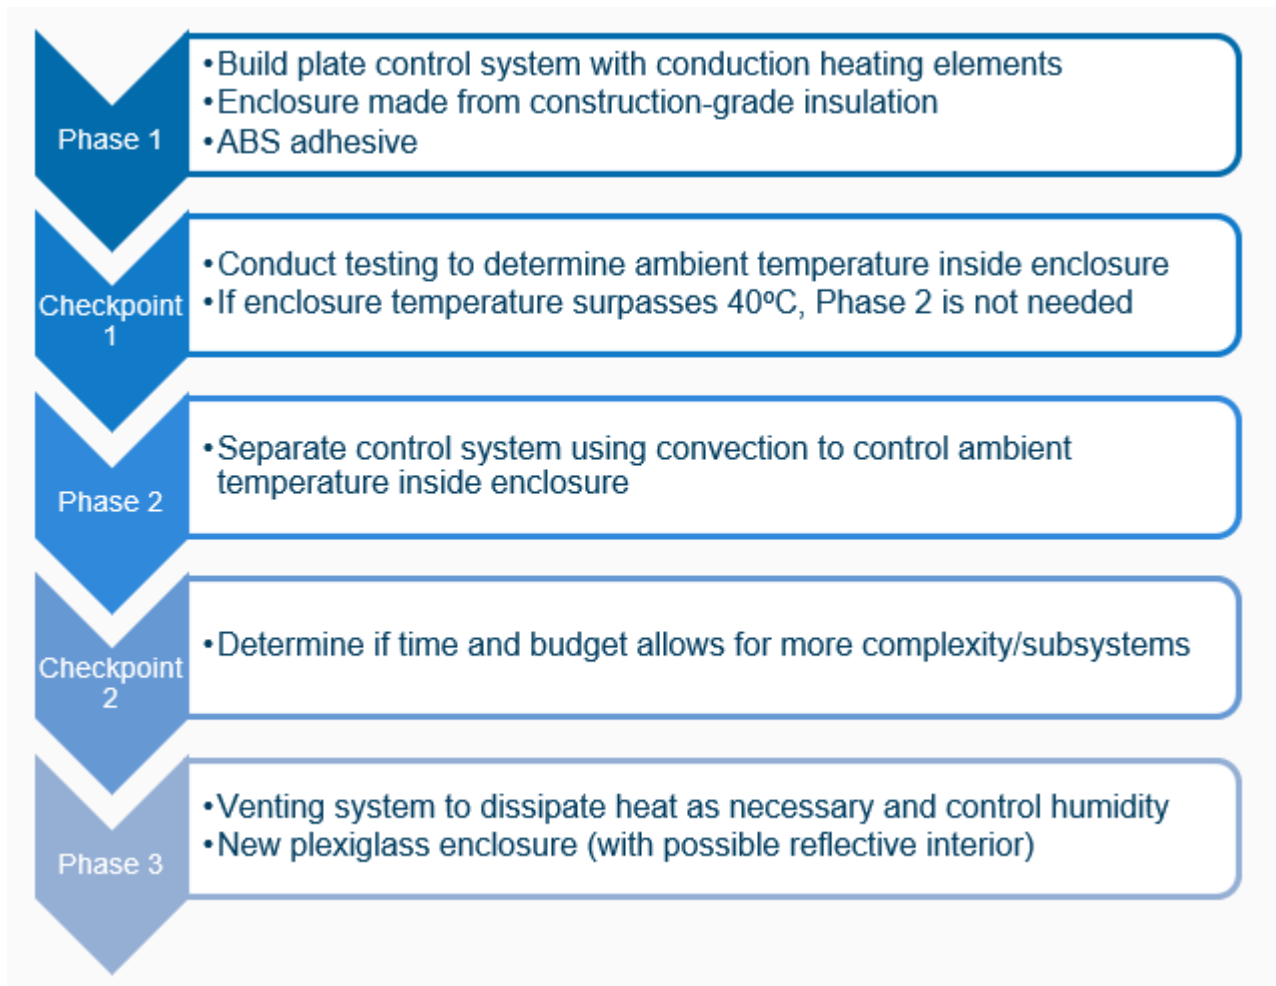 Phase 1
•Build plate control system with conduction heating elements
•Enclosure made from construction-grade insulation
•ABS adhesive
Checkpoint
1
•Conduct testing to determine ambient temperature inside enclosure
•If enclosure temperature surpasses 40ºC, Phase 2 is not needed
Phase 2
•Separate control system using convection to control ambient
temperature inside enclosure
Checkpoint
2
•Determine if time and budget allows for more complexity/subsystems
Phase 3
•Venting system to dissipate heat as necessary and control humidity
•New plexiglass enclosure (with possible reflective interior)